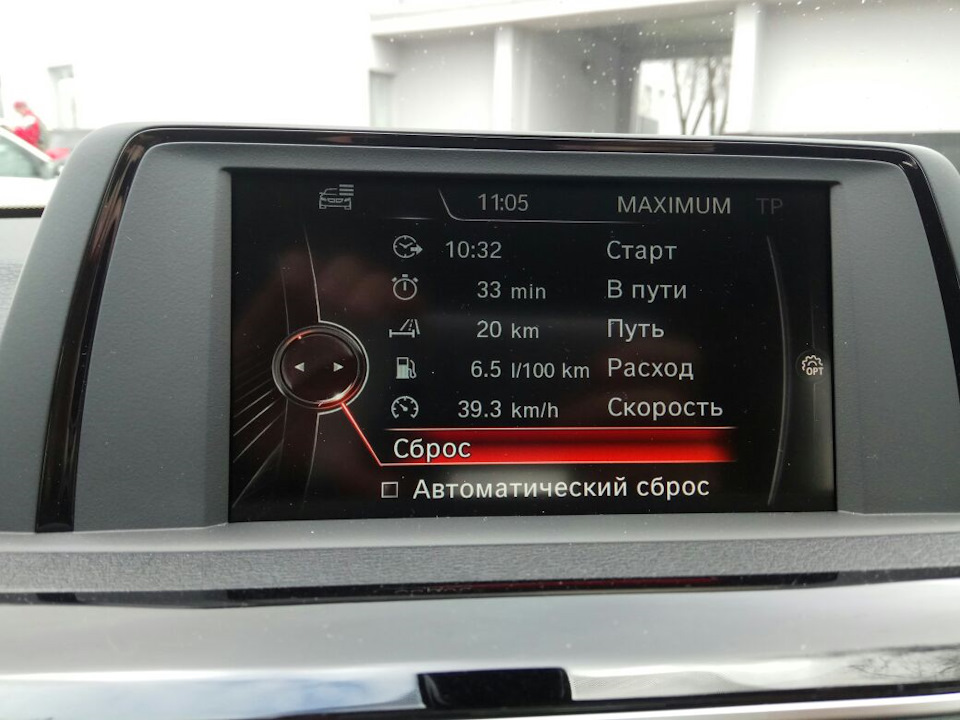 11:05 MAXIMUM TP
10:32 Старт
33 min В пути
20 km Путь
6.5 l/100 km Расход
39.3 km/h Скорость
OPT
Сброс
Автоматический сброс